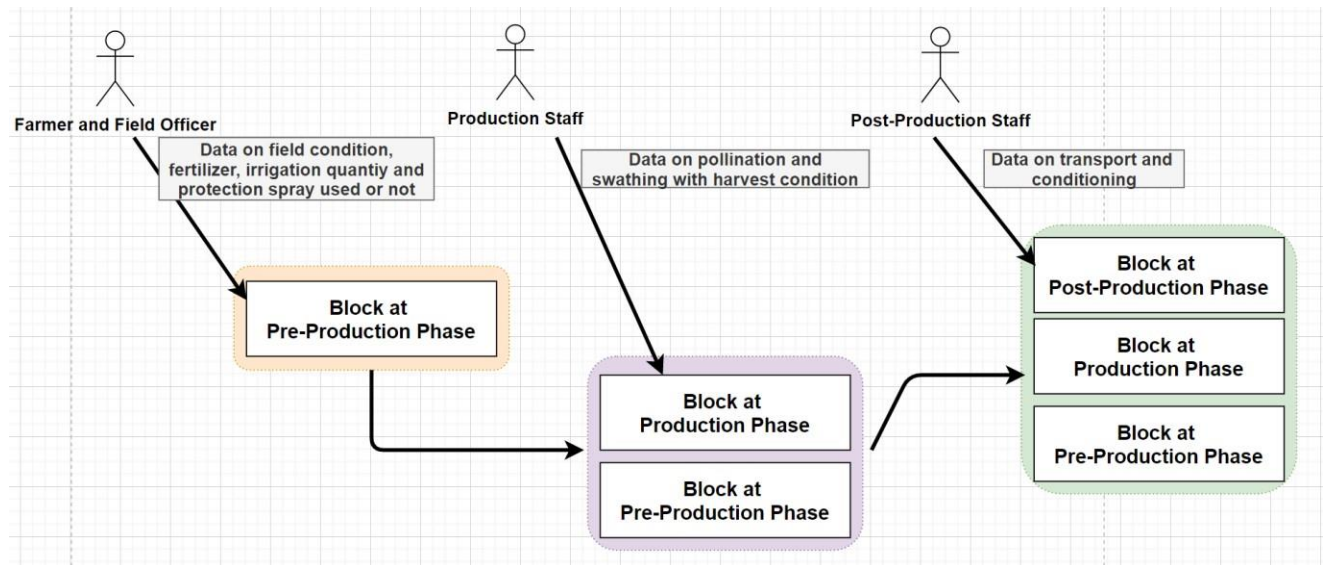 Farmer and Field Officer
Data on field condition,
fertilizer, irrigation quantiy and
protection spray used or not
Block at
Pre-Production Phase
Production Staff
Data on pollination and
swathing with harvest condition
Block at
Production Phase
Block at
Pre-Production Phase
Post-Production Staff
Data on transport and
conditioning
Block at
Post-Production Phase
Block at
Production Phase
Block at
Pre-Production Phase